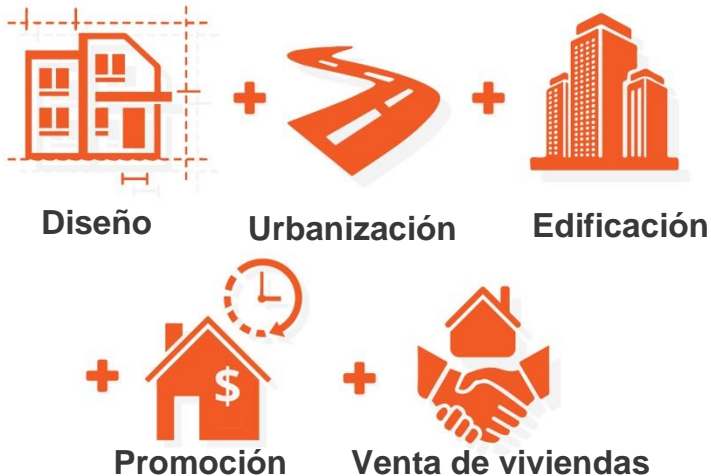 Diseño
+
Urbanización
+
Edificación
+
$
Promoción
+
Venta de viviendas